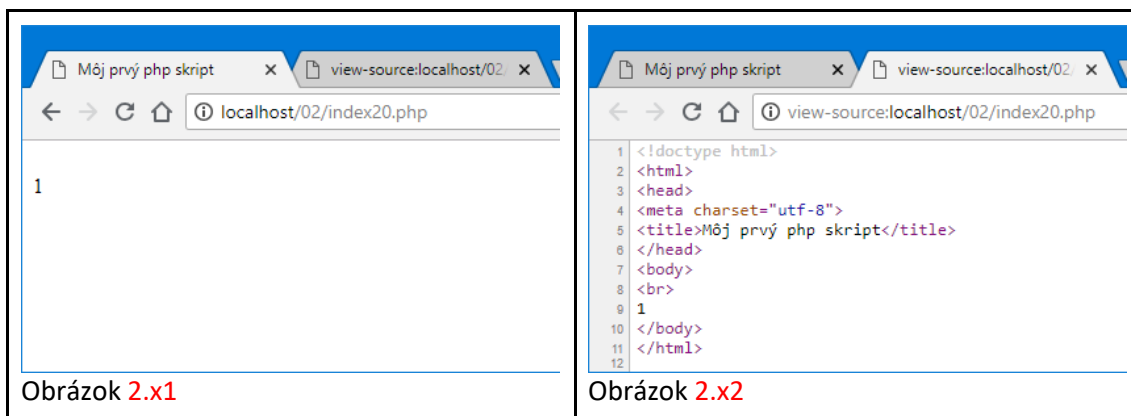 Môj prvý php skript
view-source:localhost/02/
localhost/02/index20.php
1
Obrázok 2.x1
Môj prvý php skript
view-source:localhost/02/
view-source:localhost/02/index20.php
1 <!doctype html>
2 <html>
3 <head>
4 <meta charset="utf-8">
5 <title>Môj prvý php skript</title>
6 </head>
7 <body>
8 <br>
9 1
10 </body>
11 </html>
12
Obrázok 2.x2